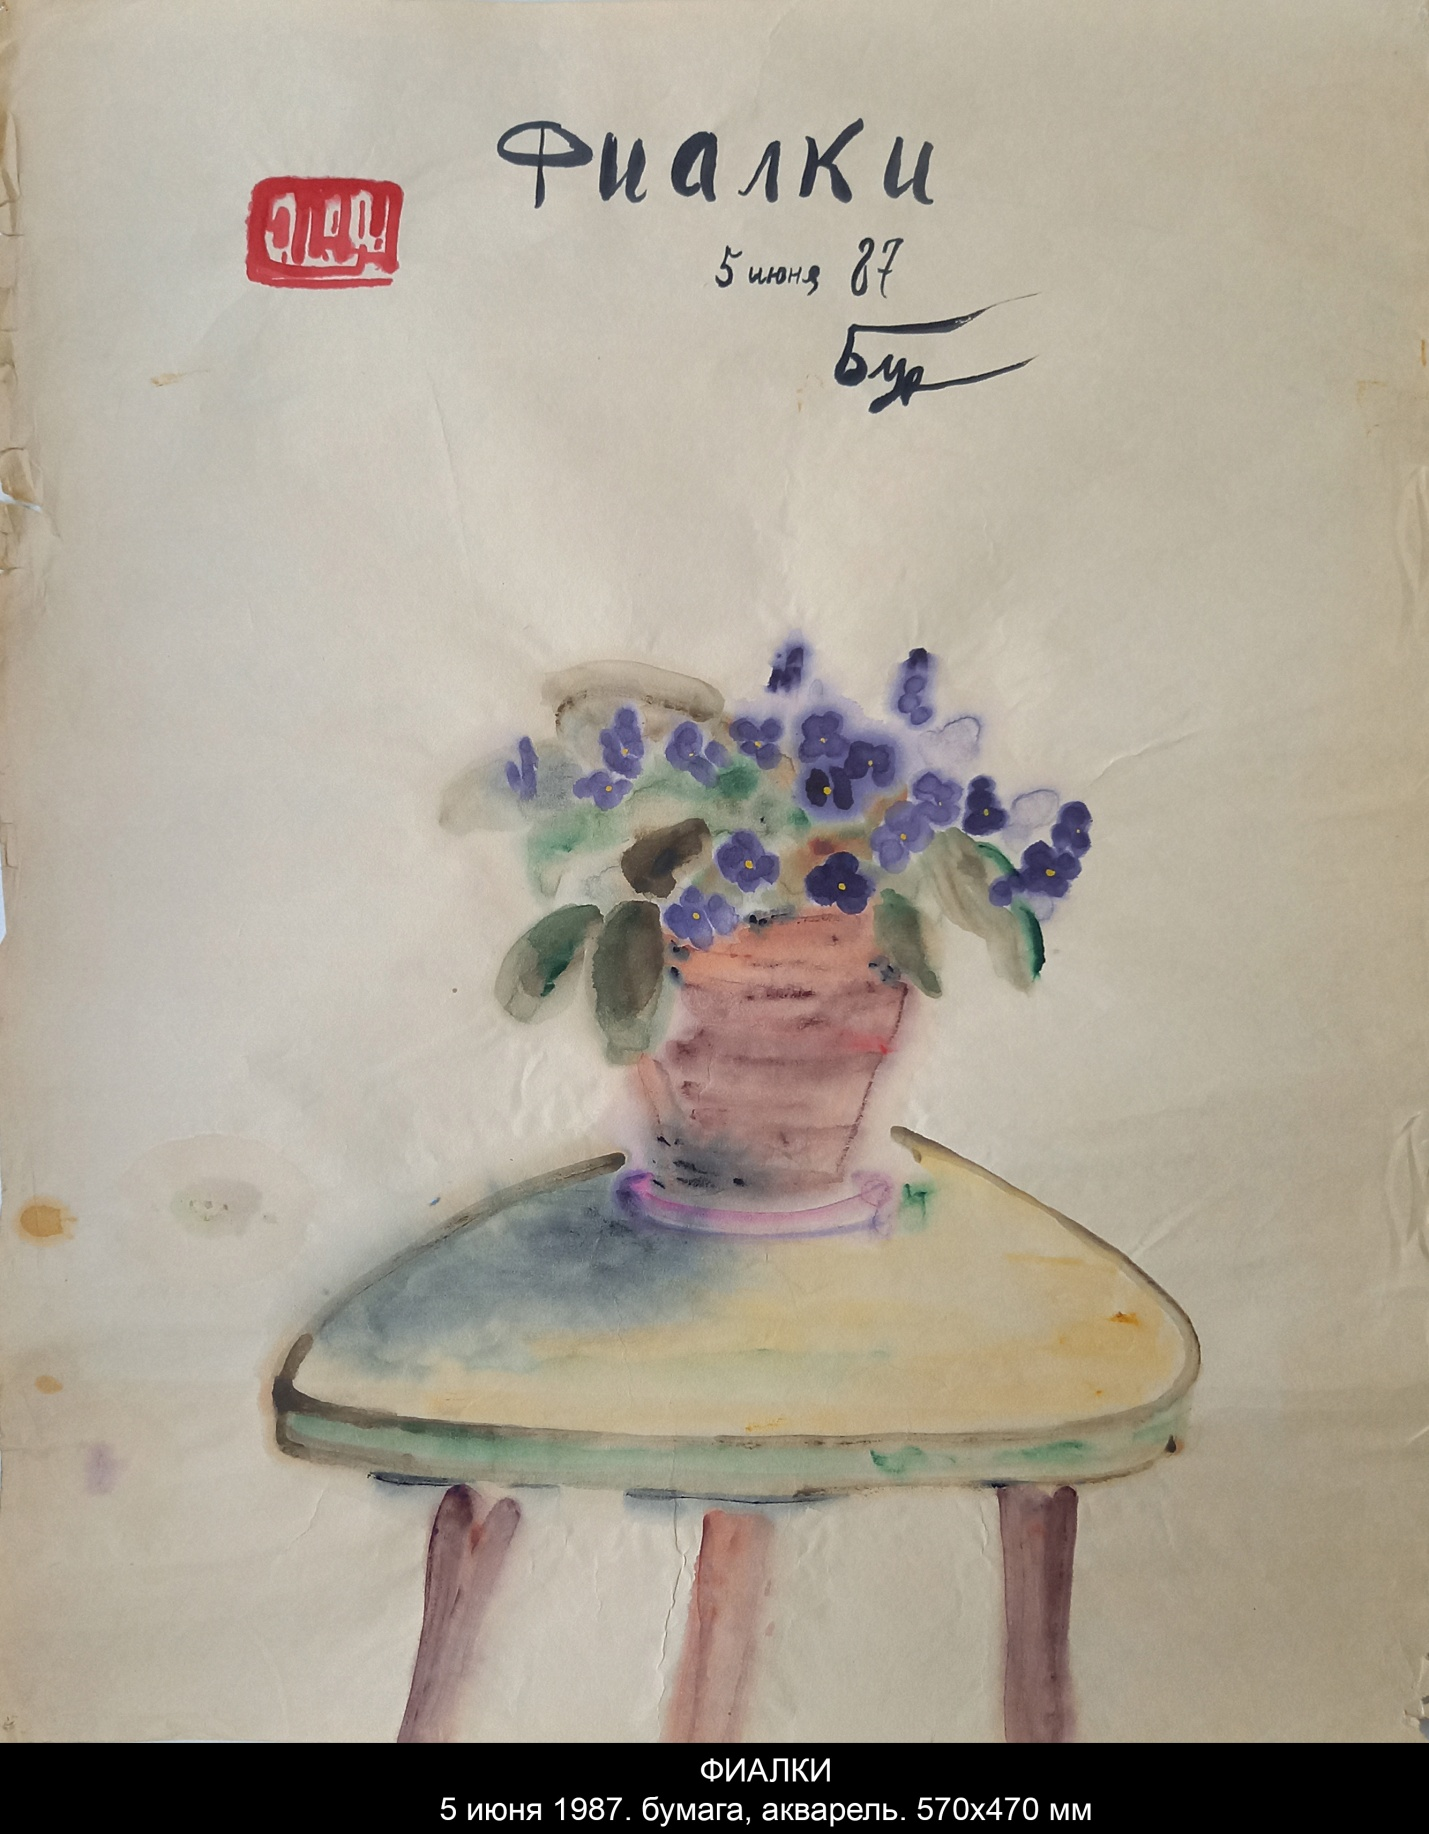 Фиалки
5 июня 87
Бур
ФИАЛКИ
5 июня 1987. бумага, акварель. 570х470 мм